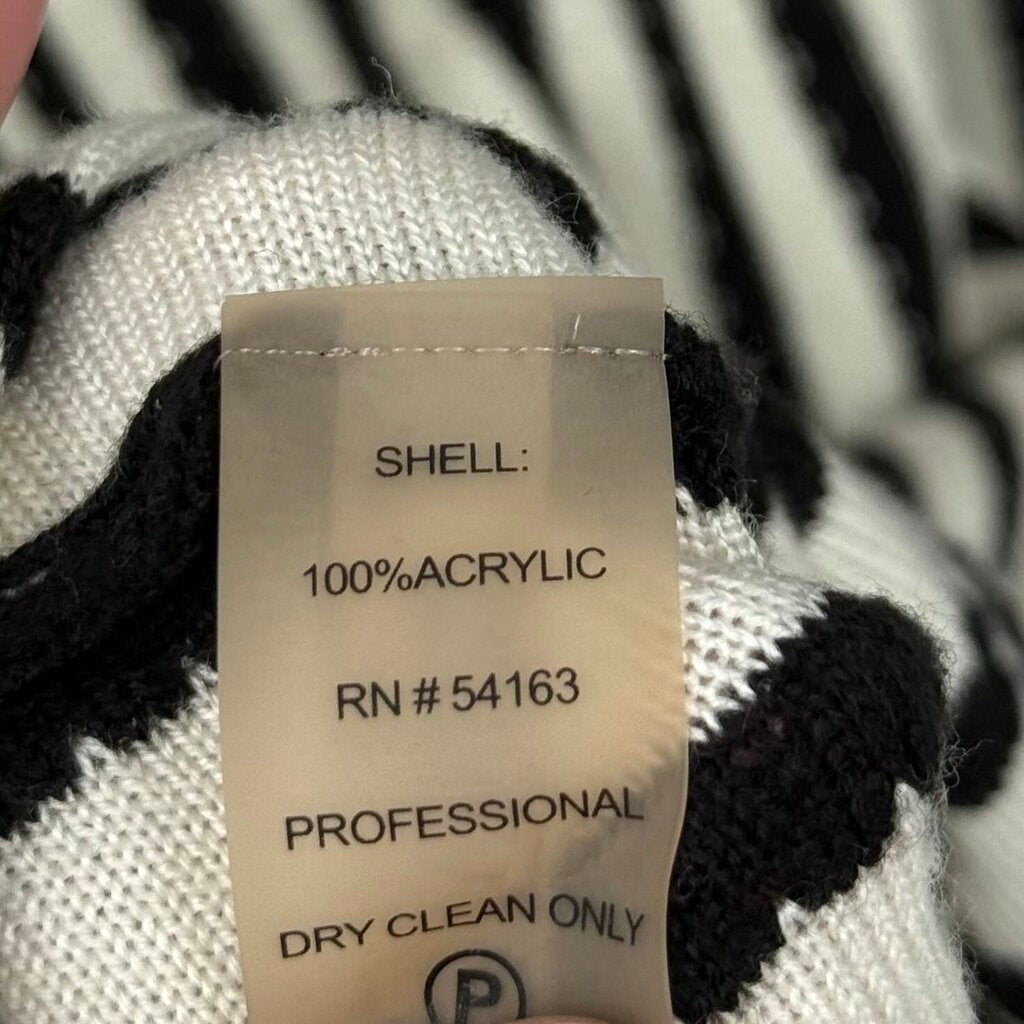 SHELL:
100%ACRYLIC
RN # 54163
PROFESSIONAL
DRY CLEAN ONLY
P